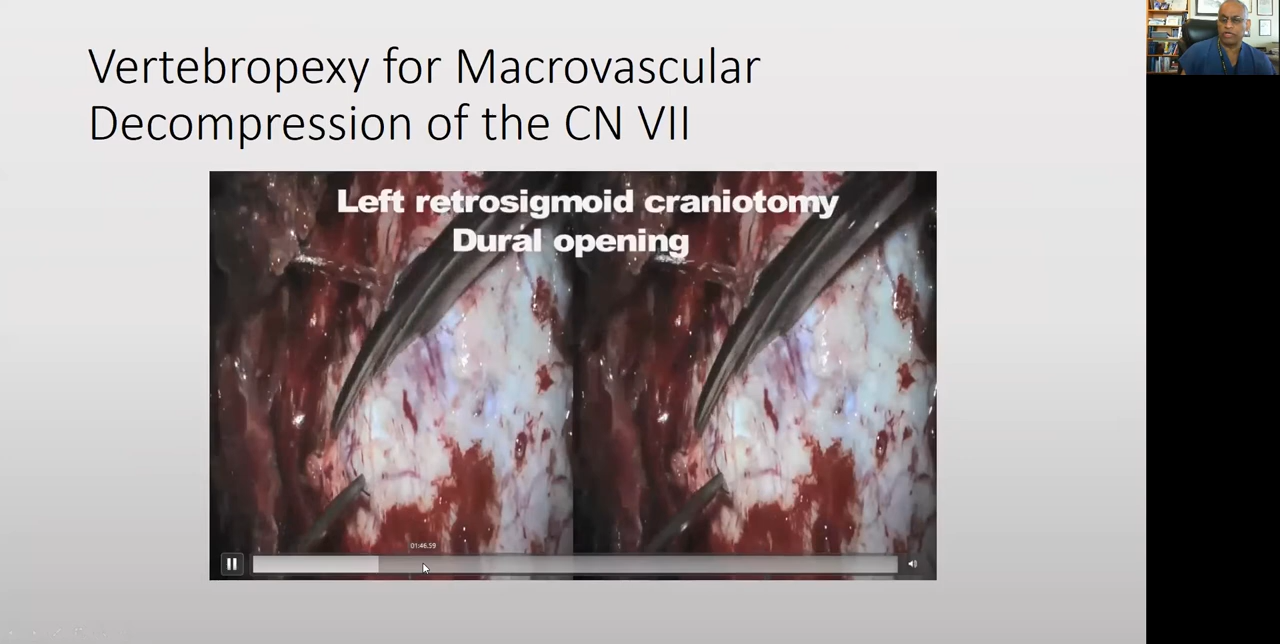 Vertebropexy for Macrovascular
Decompression of the CN VII
Left retrosigmoid craniotomy
Dural opening
01:46.59